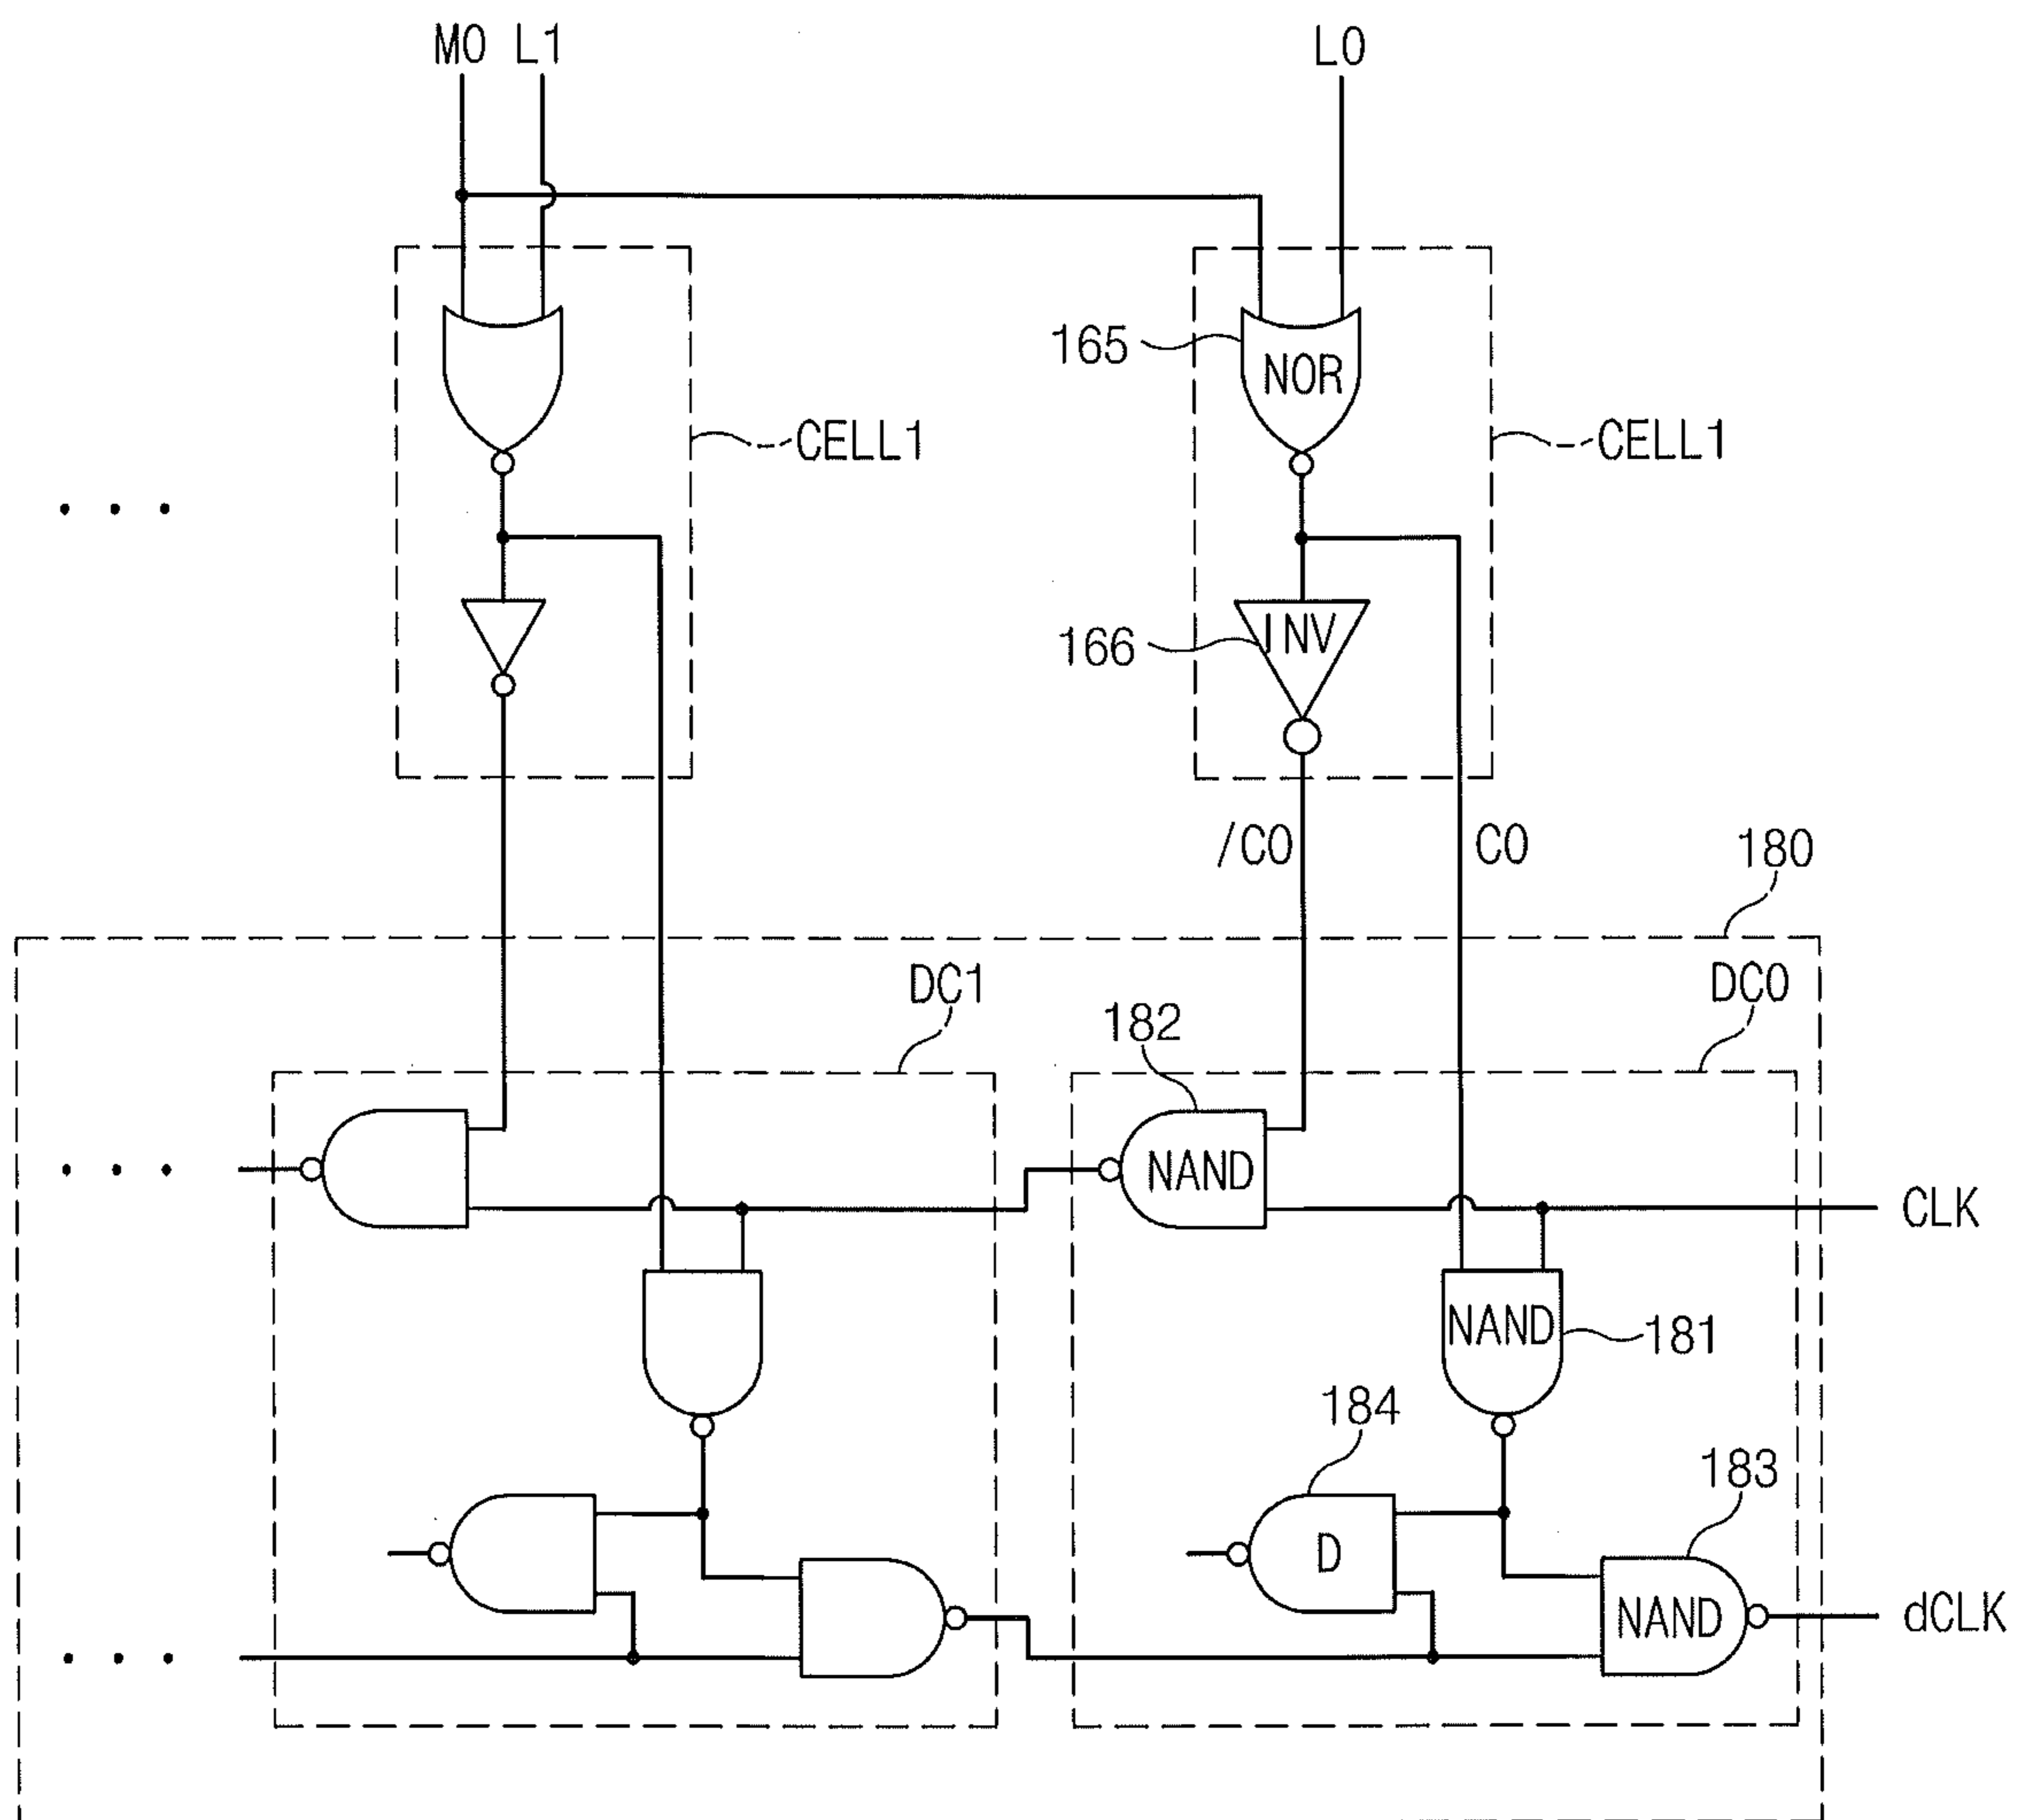 M0 L1 L0
165 NOR
CELL1 CELL1
166 INV
/C0 C0 180
DC1 DC0
182
NAND
CLK
NAND 181
184
183
D
NAND dCLK